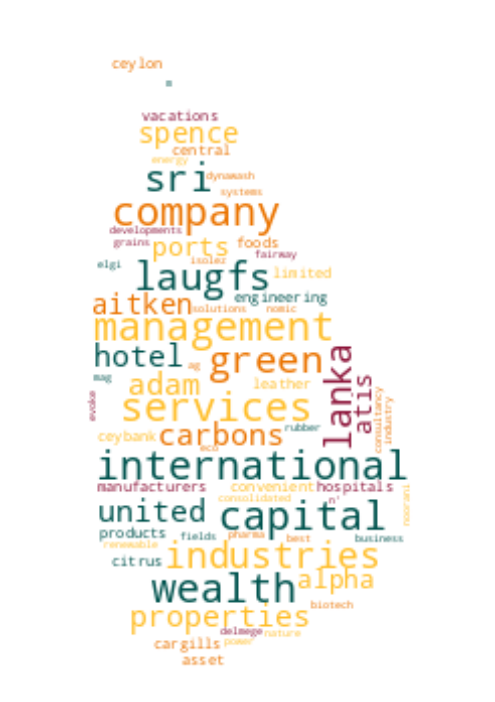 ceylon
vacations
spence
central
energy
sri
dynawash
systems
company
developments
grains
ports
foods
fairway
isolez
elgi
laugfs
limited
engineering
aitken
solutions
nomic
management
hotel
green
ag
mag
adam
leather
lanka
atis
consultancy
industry
evoke
services
rubber
ceybank
carbons
eco
international
manufacturers
convenient
hospitals
consolidated
n'
noorani
united
capital
products
fields
pharma
best
business
renewable
industries
citrus
wealth
alpha
biotech
properties
delmege
nature
cargills
power
asset